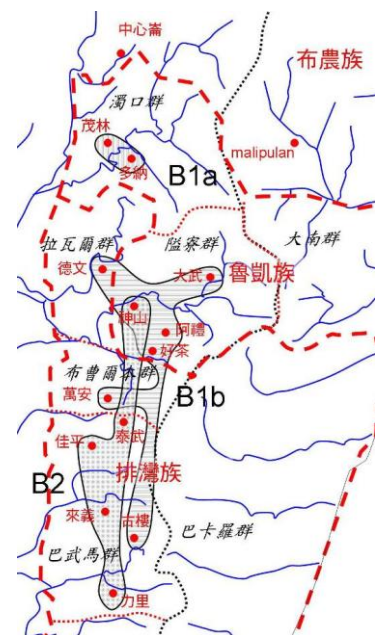 中心崙
布農族
濁口群
茂林
多納
malipulan
B1a
拉瓦爾群
隘寮群
大南群
德文
大武
魯凱族
神山
阿禮
好茶
布曹爾本群
B1b
萬安
泰武
佳平
B2
排灣族
來義
古樓
巴卡羅群
巴武馬群
力里